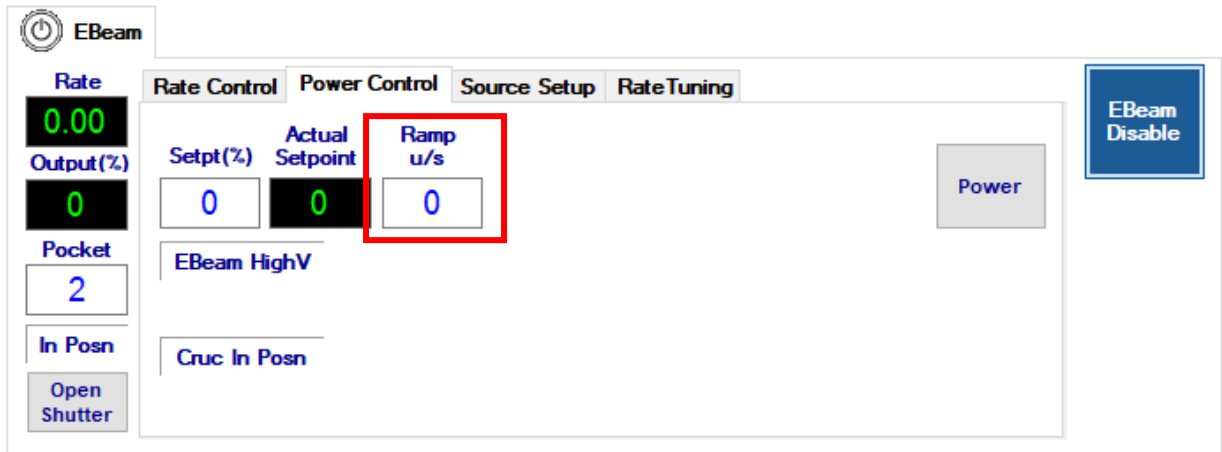 EBeam
Rate
0.00
Output(%)
0
Pocket
2
In Posn
Open
Shutter
Rate Control
Power Control
Source Setup
RateTuning
Setpt(%)
0
Actual
Setpoint
0
Ramp
u/s
0
EBeam HighV
Cruc In Posn
Power
EBeam
Disable